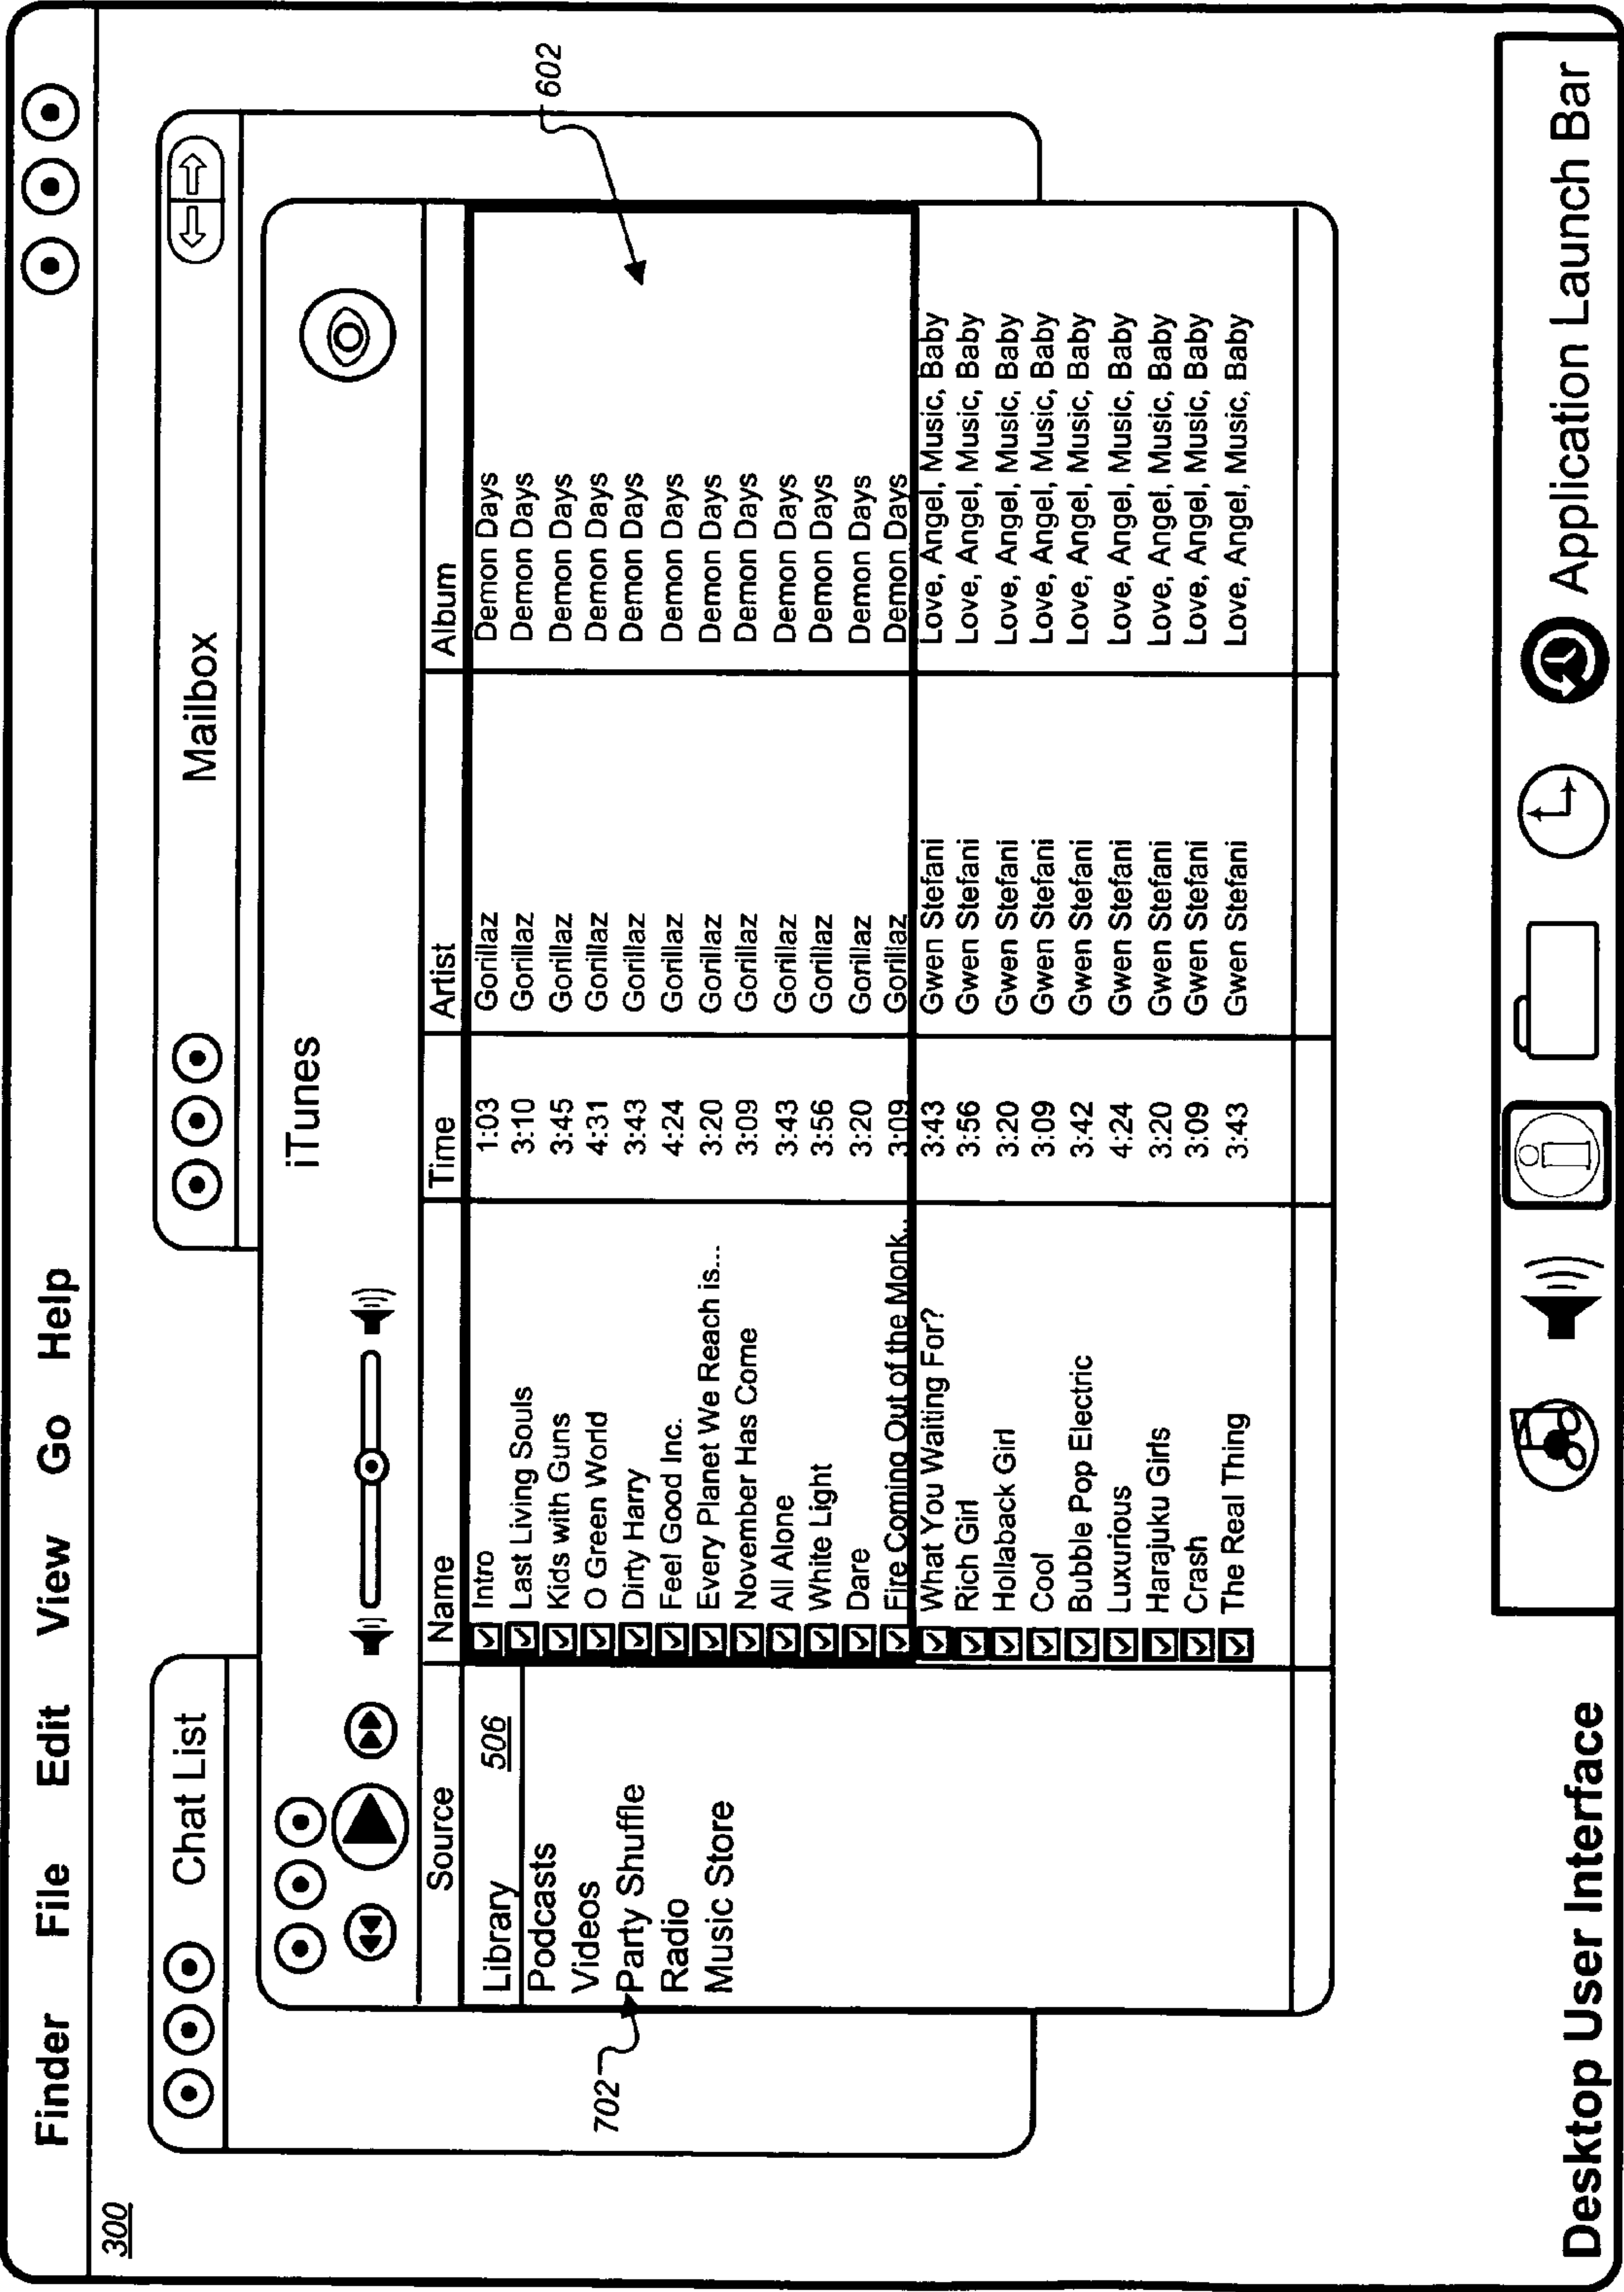 Finder File Edit View Go Help
300
Chat List
Mailbox
iTunes
602
702
Source Name Time Artist Album
Library 506
Podcasts
Videos
Party Shuffle
Radio
Music Store
Intro 1:03 Gorillaz Demon Days
Last Living Souls 3:10 Gorillaz Demon Days
Kids with Guns 3:45 Gorillaz Demon Days
O Green World 4:31 Gorillaz Demon Days
Dirty Harry 3:43 Gorillaz Demon Days
Feel Good Inc. 4:24 Gorillaz Demon Days
Every Planet We Reach is... 3:20 Gorillaz Demon Days
November Has Come 3:09 Gorillaz Demon Days
All Alone 3:43 Gorillaz Demon Days
White Light 3:56 Gorillaz Demon Days
Dare 3:20 Gorillaz Demon Days
Fire Coming Out of the Monk.. 3:09 Gorillaz Demon Days
What You Waiting For? 3:43 Gwen Stefani Love, Angel, Music, Baby
Rich Girl 3:56 Gwen Stefani Love, Angel, Music, Baby
Hollaback Girl 3:20 Gwen Stefani Love, Angel, Music, Baby
Cool 3:09 Gwen Stefani Love, Angel, Music, Baby
Bubble Pop Electric 3:42 Gwen Stefani Love, Angel, Music, Baby
Luxurious 4:24 Gwen Stefani Love, Angel, Music, Baby
Harajuku Girls 3:20 Gwen Stefani Love, Angel, Music, Baby
Crash 3:09 Gwen Stefani Love, Angel, Music, Baby
The Real Thing 3:43 Gwen Stefani Love, Angel, Music, Baby
Desktop User Interface
Application Launch Bar